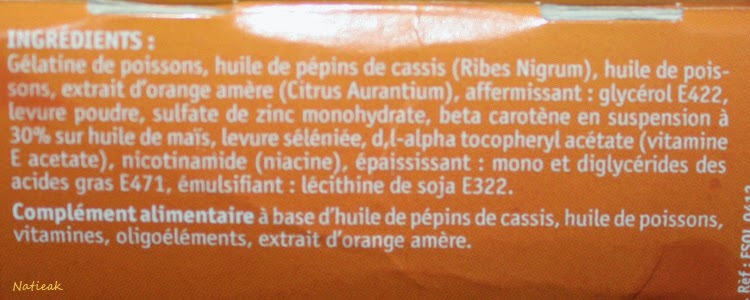 INGRÉDIENTS :
Gélatine de poissons, huile de pépins de cassis (Ribes Nigrum), huile de pois-
sons, extrait d'orange amère (Citrus Aurantium), affermissant : glycérol E422,
levure poudre, sulfate de zinc monohydrate, beta carotène en suspension à
30% sur huile de maïs, levure séléniée, d,l-alpha tocopheryl acétate (vitamine
E acetate), nicotinamide (niacine), épaississant : mono et diglycérides des
acides gras E471, émulsifiant : lécithine de soja E322.
Complément alimentaire à base d'huile de pépins de cassis, huile de poissons,
vitamines, oligoéléments, extrait d'orange amère.
Réf :
Natieak